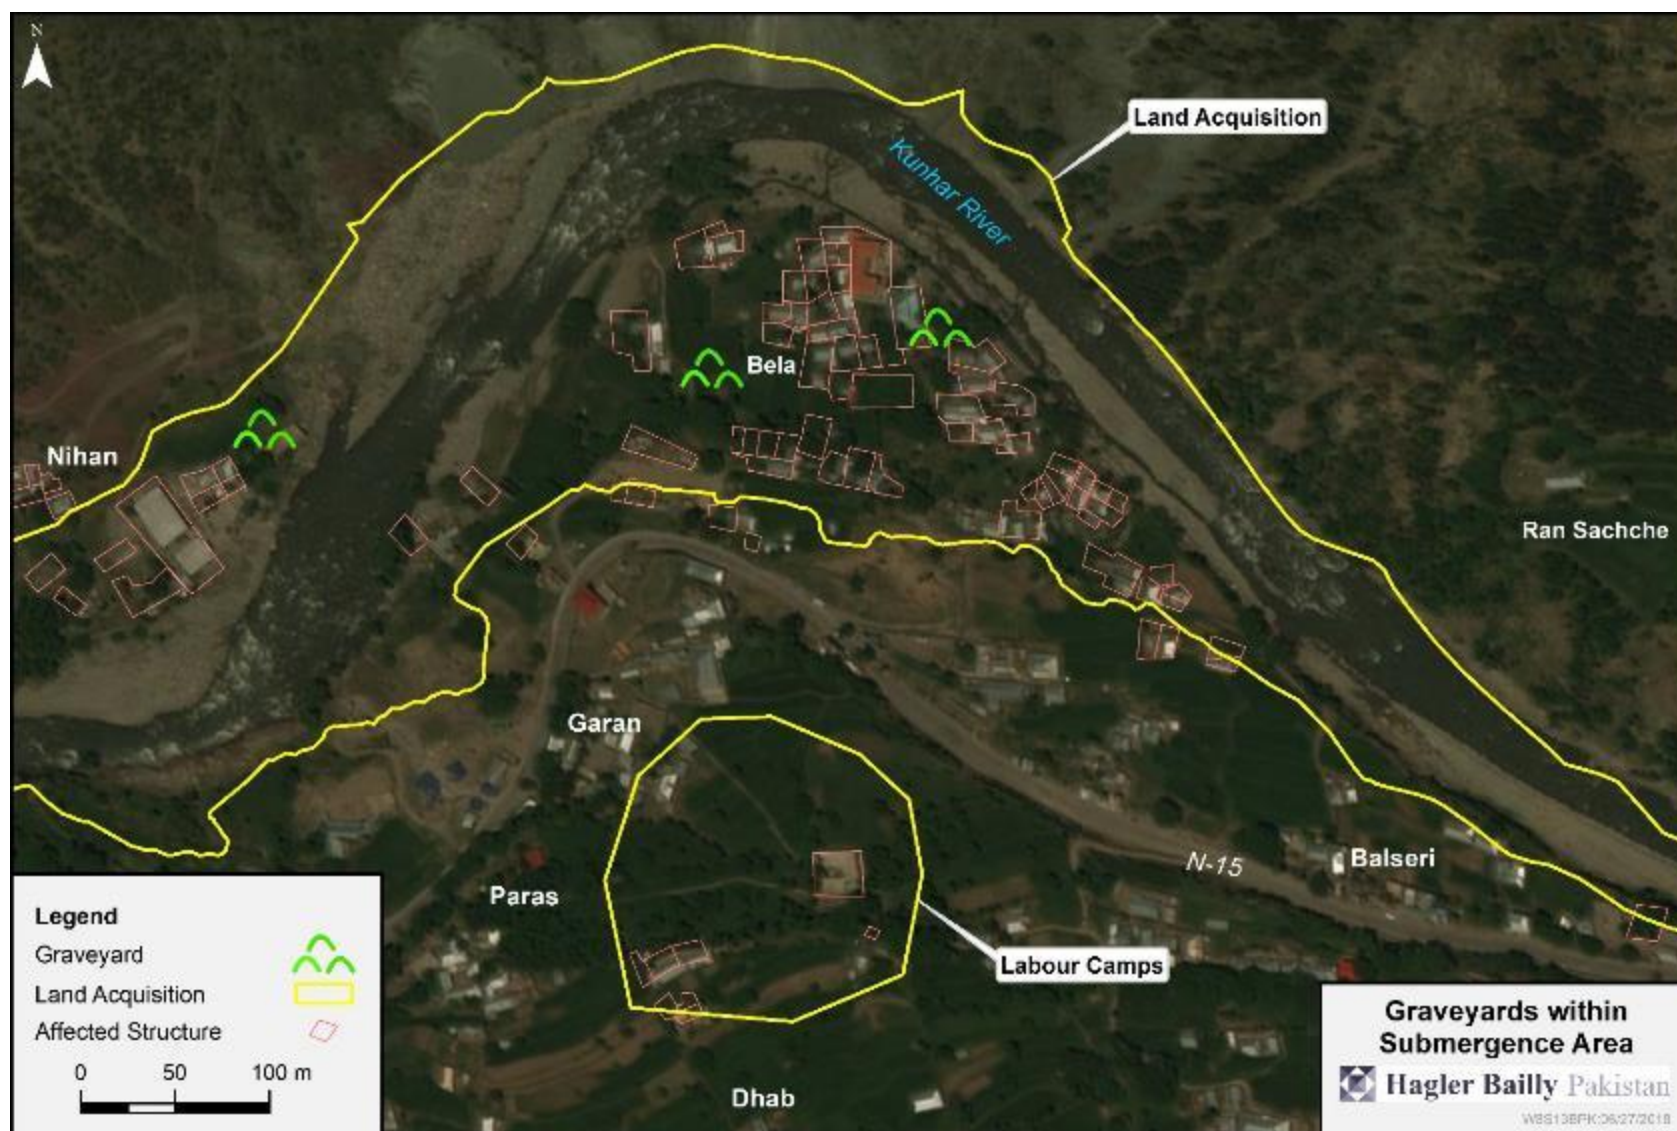 N
Land Acquisition
Kunhar River
Bela
Nihan
Ran Sachche
Garan
N-15
Balseri
Paras
Labour Camps
Dhab
Legend
Graveyard
Land Acquisition
Affected Structure
0 50 100 m
Graveyards within
Submergence Area
Hagler Bailly Pakistan